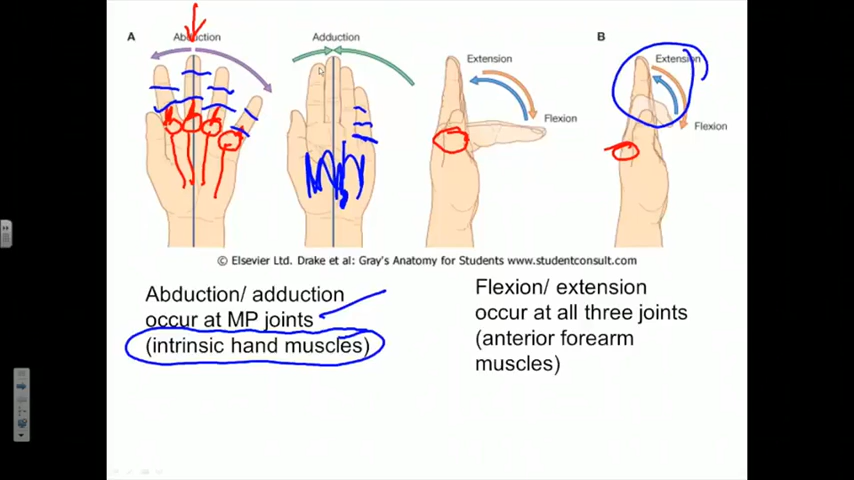 A
Abduction
Adduction
Extension
Flexion
B
Extension
Flexion
© Elsevier Ltd. Drake et al: Gray's Anatomy for Students www.studentconsult.com
Abduction/ adduction
occur at MP joints
(intrinsic hand muscles)
Flexion/ extension
occur at all three joints
(anterior forearm
muscles)